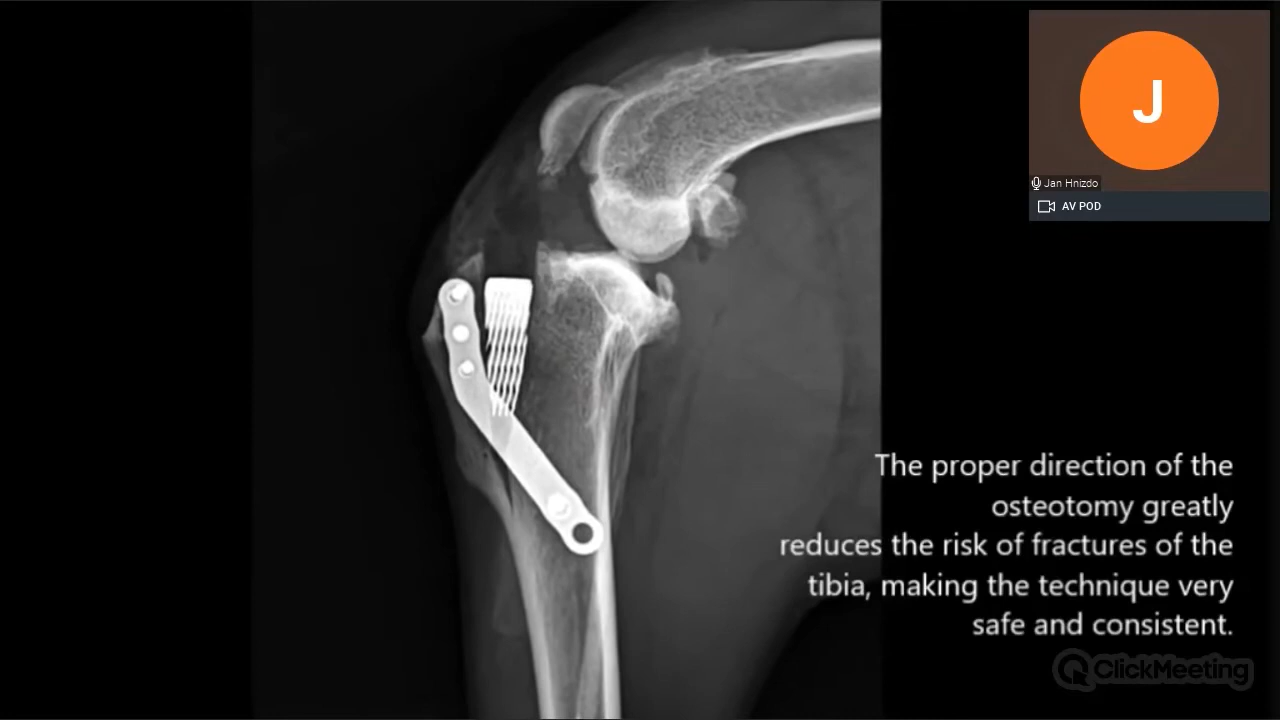 J
Jan Hnizdo
AV POD
The proper direction of the
osteotomy greatly
reduces the risk of fractures of the
tibia, making the technique very
safe and consistent.
ClickMeeting